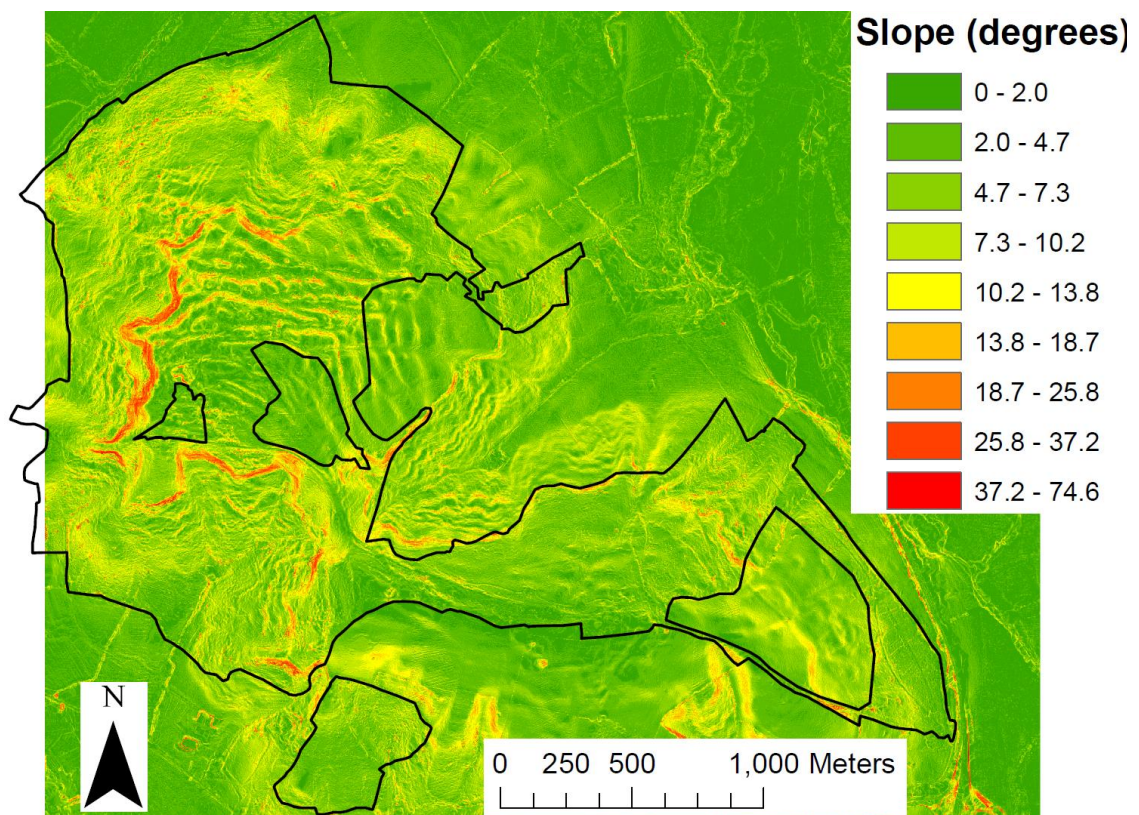 Slope (degrees)
0 - 2.0
2.0 - 4.7
4.7 - 7.3
7.3 - 10.2
10.2 - 13.8
13.8 - 18.7
18.7 - 25.8
25.8 - 37.2
37.2 - 74.6
N
0 250 500 1,000 Meters